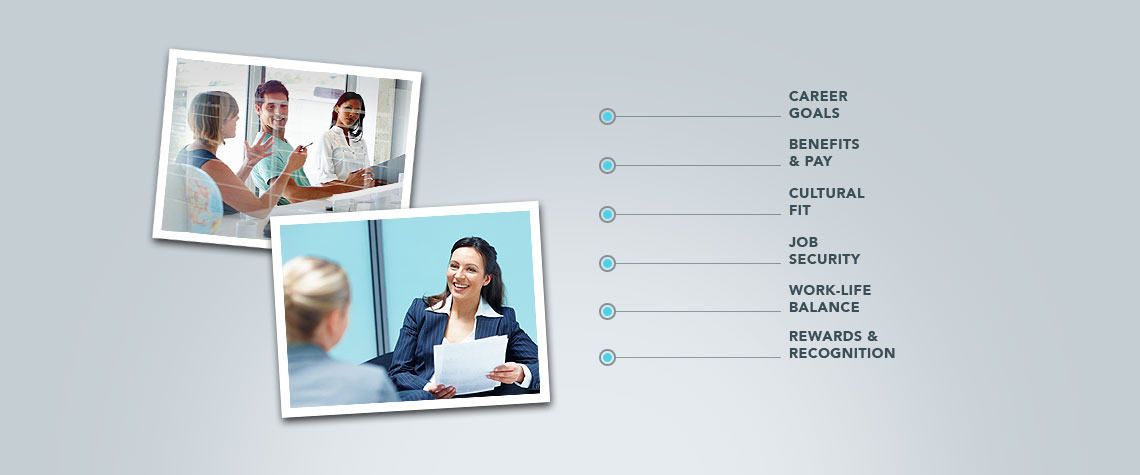 CAREER
GOALS
BENEFITS
& PAY
CULTURAL
FIT
JOB
SECURITY
WORK-LIFE
BALANCE
REWARDS &
RECOGNITION